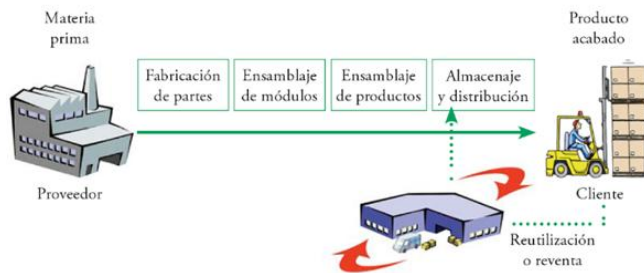 Materia
prima
Producto
acabado
Fabricación
de partes
Ensamblaje
de módulos
Ensamblaje
de productos
Almacenaje
y distribución
Proveedor
Cliente
Reutilización
o reventa